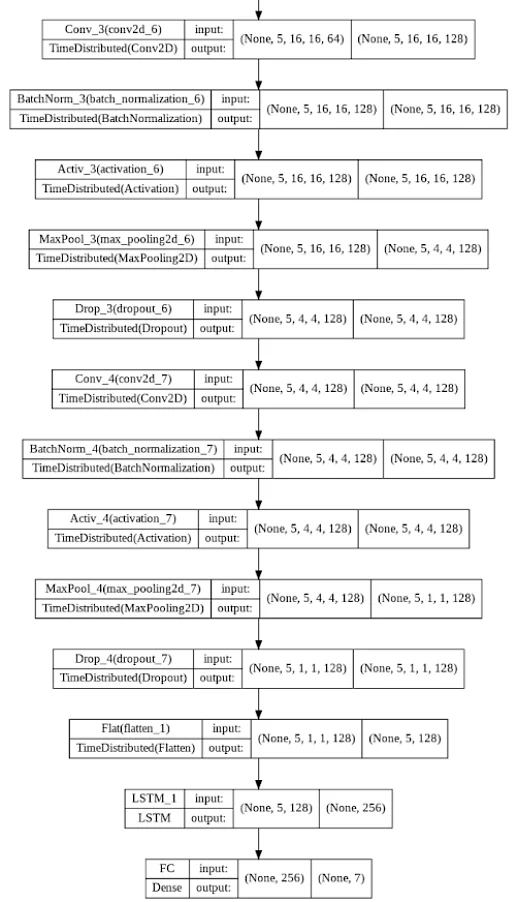 Conv_3(conv2d_6) input: (None, 5, 16, 16, 64) (None, 5, 16, 16, 128)
TimeDistributed(Conv2D) output:
BatchNorm_3(batch_normalization_6) input: (None, 5, 16, 16, 128) (None, 5, 16, 16, 128)
TimeDistributed(BatchNormalization) output:
Activ_3(activation_6) input: (None, 5, 16, 16, 128) (None, 5, 16, 16, 128)
TimeDistributed(Activation) output:
MaxPool_3(max_pooling2d_6) input: (None, 5, 16, 16, 128) (None, 5, 4, 4, 128)
TimeDistributed(MaxPooling2D) output:
Drop_3(dropout_6) input: (None, 5, 4, 4, 128) (None, 5, 4, 4, 128)
TimeDistributed(Dropout) output:
Conv_4(conv2d_7) input: (None, 5, 4, 4, 128) (None, 5, 4, 4, 128)
TimeDistributed(Conv2D) output:
BatchNorm_4(batch_normalization_7) input: (None, 5, 4, 4, 128) (None, 5, 4, 4, 128)
TimeDistributed(BatchNormalization) output:
Activ_4(activation_7) input: (None, 5, 4, 4, 128) (None, 5, 4, 4, 128)
TimeDistributed(Activation) output:
MaxPool_4(max_pooling2d_7) input: (None, 5, 4, 4, 128) (None, 5, 1, 1, 128)
TimeDistributed(MaxPooling2D) output:
Drop_4(dropout_7) input: (None, 5, 1, 1, 128) (None, 5, 1, 1, 128)
TimeDistributed(Dropout) output:
Flat(flatten_1) input: (None, 5, 1, 1, 128) (None, 5, 128)
TimeDistributed(Flatten) output:
LSTM_1 input: (None, 5, 128) (None, 256)
LSTM output:
FC input: (None, 256) (None, 7)
Dense output: